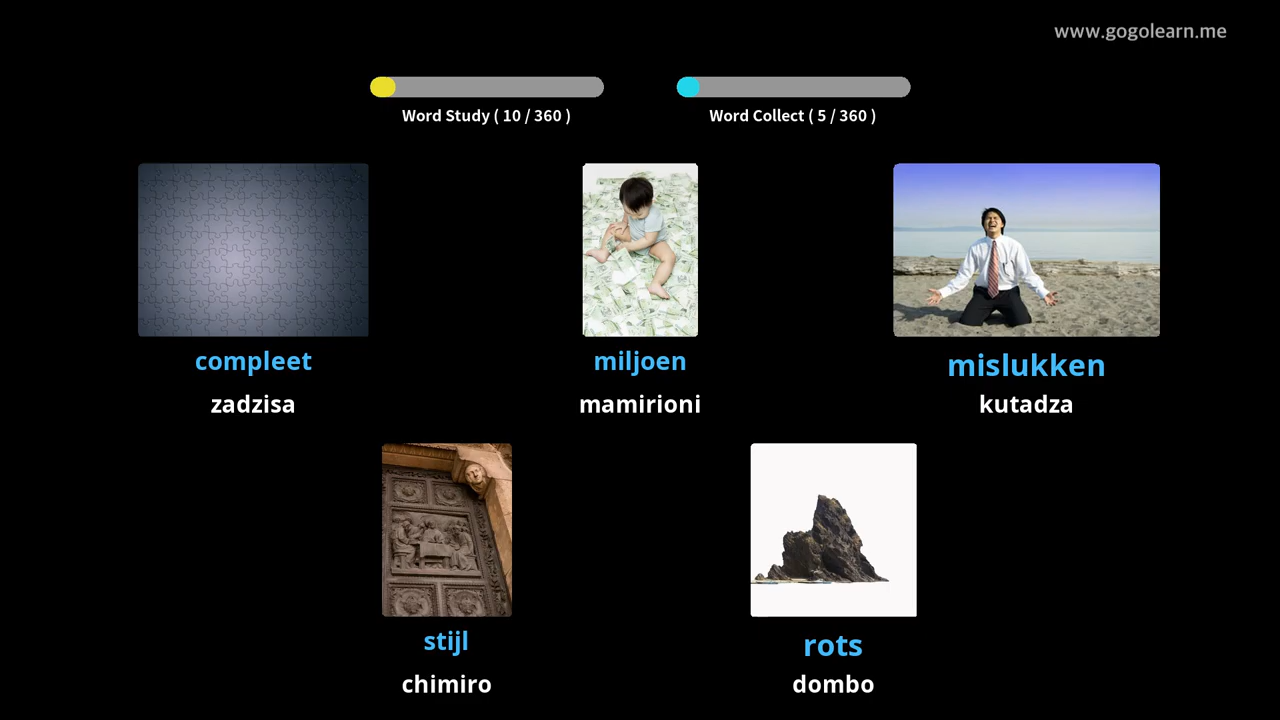 www.gogolearn.me
Word Study ( 10 / 360 )
Word Collect ( 5 / 360 )
compleet
zadzisa
miljoen
mamirioni
mislukken
kutadza
stijl
chimiro
rots
dombo